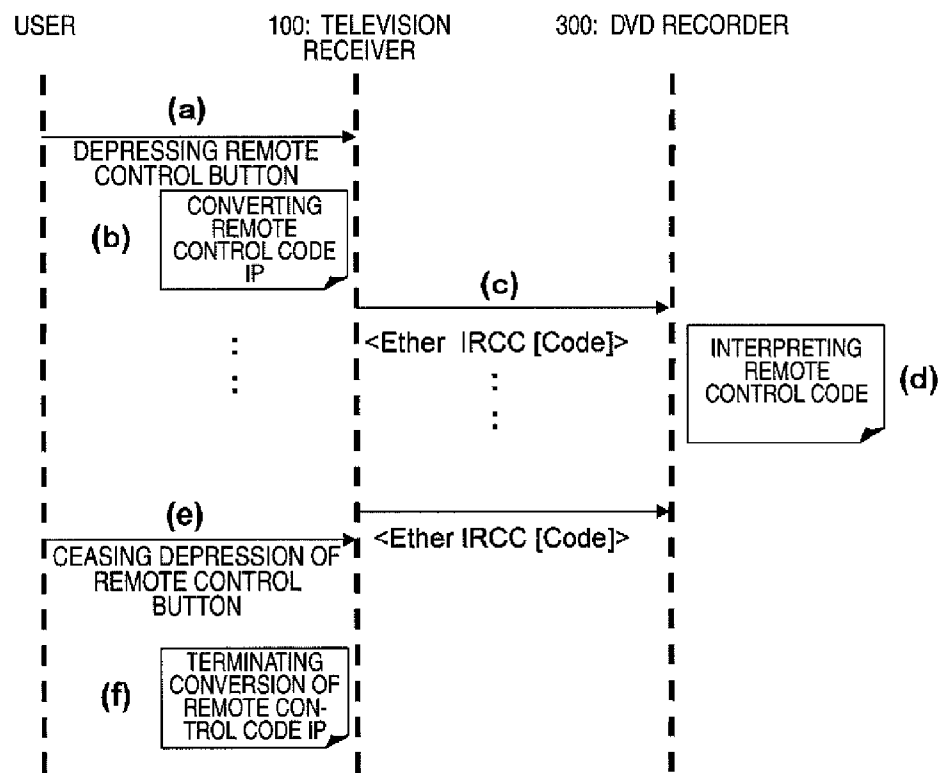 USER
100: TELEVISION
RECEIVER
300: DVD RECORDER
(a)
DEPRESSING REMOTE
CONTROL BUTTON
(b)
CONVERTING
REMOTE
CONTROL CODE
IP
(c)
<Ether IRCC [Code]>
INTERPRETING
REMOTE
CONTROL CODE
(d)
(e)
CEASING DEPRESSION OF
REMOTE CONTROL
BUTTON
<Ether IRCC [Code]>
(f)
TERMINATING
CONVERSION OF
REMOTE CON-
TROL CODE IP